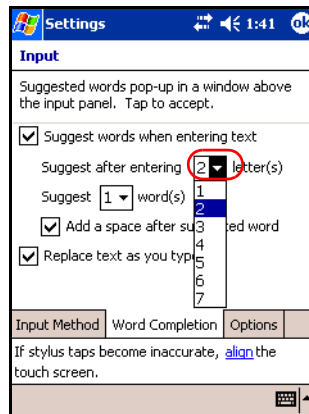 Settings 1:41 ok
Input
Suggested words pop-up in a window above
the input panel. Tap to accept.
Suggest words when entering text
Suggest after entering 2 letter(s)
Suggest 1 word(s)
1
2
3
4
5
6
7
Add a space after su ted word
Replace text as you typ
Input Method Word Completion Options
If stylus taps become inaccurate, align the
touch screen.